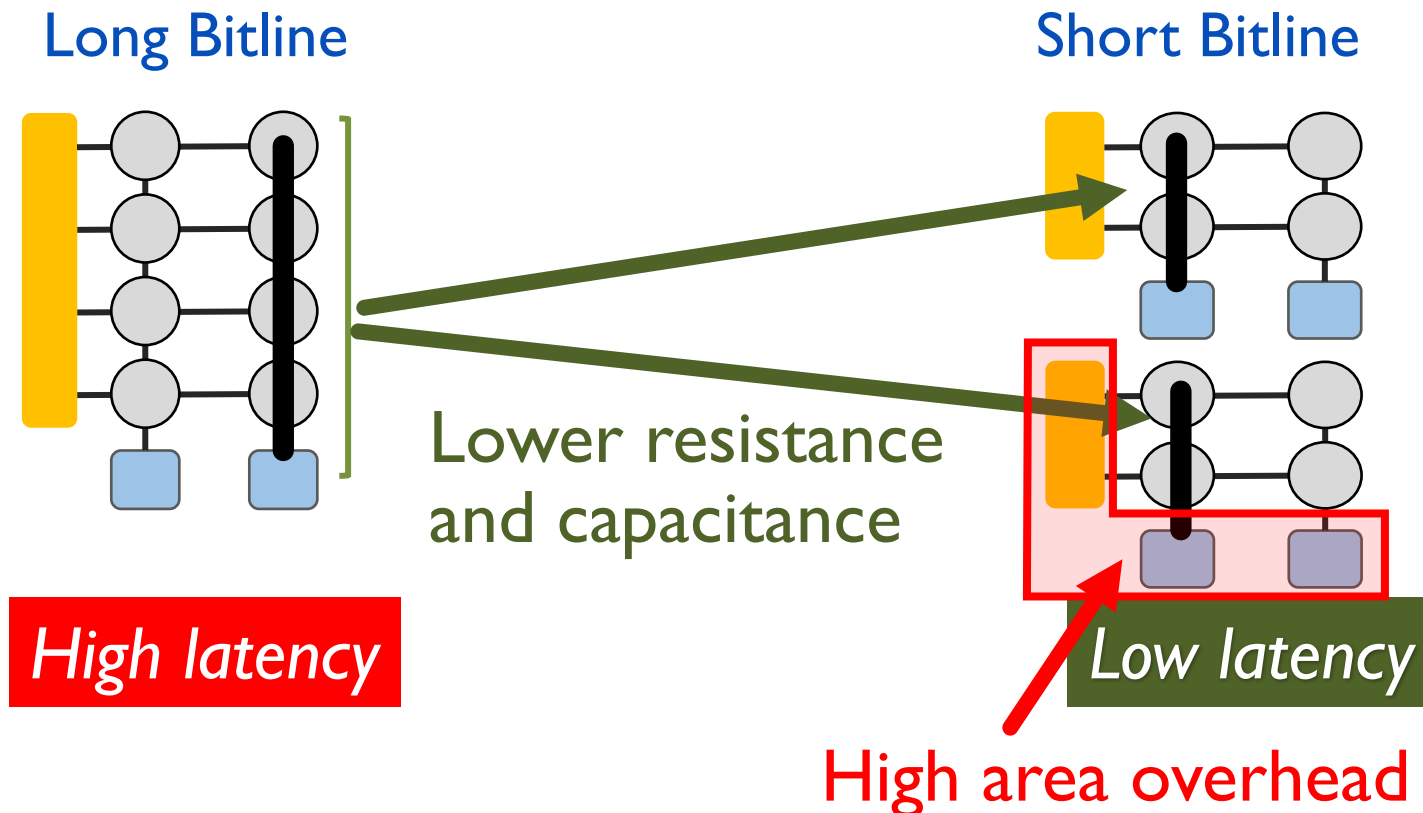 Long Bitline
Short Bitline
Lower resistance
and capacitance
High latency
Low latency
High area overhead